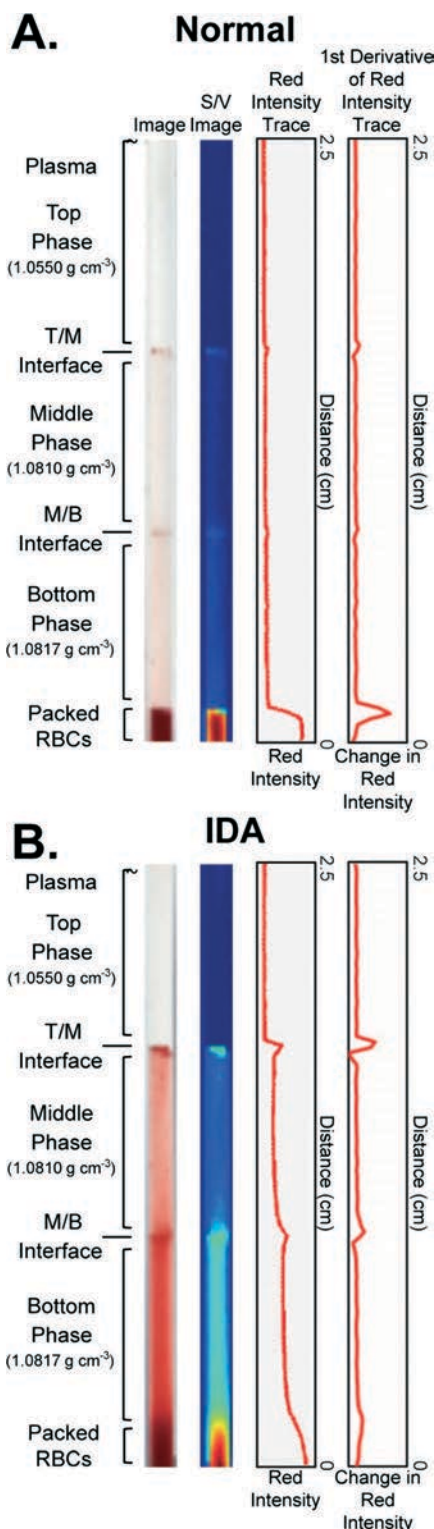 A.
Normal
Image
S/V
Image
Red
Intensity
Trace
1st Derivative
of Red
Intensity
Trace
Plasma
Top
Phase
(1.0550 g cm⁻³)
T/M
Interface
Middle
Phase
(1.0810 g cm⁻³)
M/B
Interface
Bottom
Phase
(1.0817 g cm⁻³)
Packed
RBCs
2.5
Distance (cm)
0
Red
Intensity
2.5
Distance (cm)
0
Change in
Red
Intensity
B.
IDA
Plasma
Top
Phase
(1.0550 g cm⁻³)
T/M
Interface
Middle
Phase
(1.0810 g cm⁻³)
M/B
Interface
Bottom
Phase
(1.0817 g cm⁻³)
Packed
RBCs
2.5
Distance (cm)
0
Red
Intensity
2.5
Distance (cm)
0
Change in
Red
Intensity